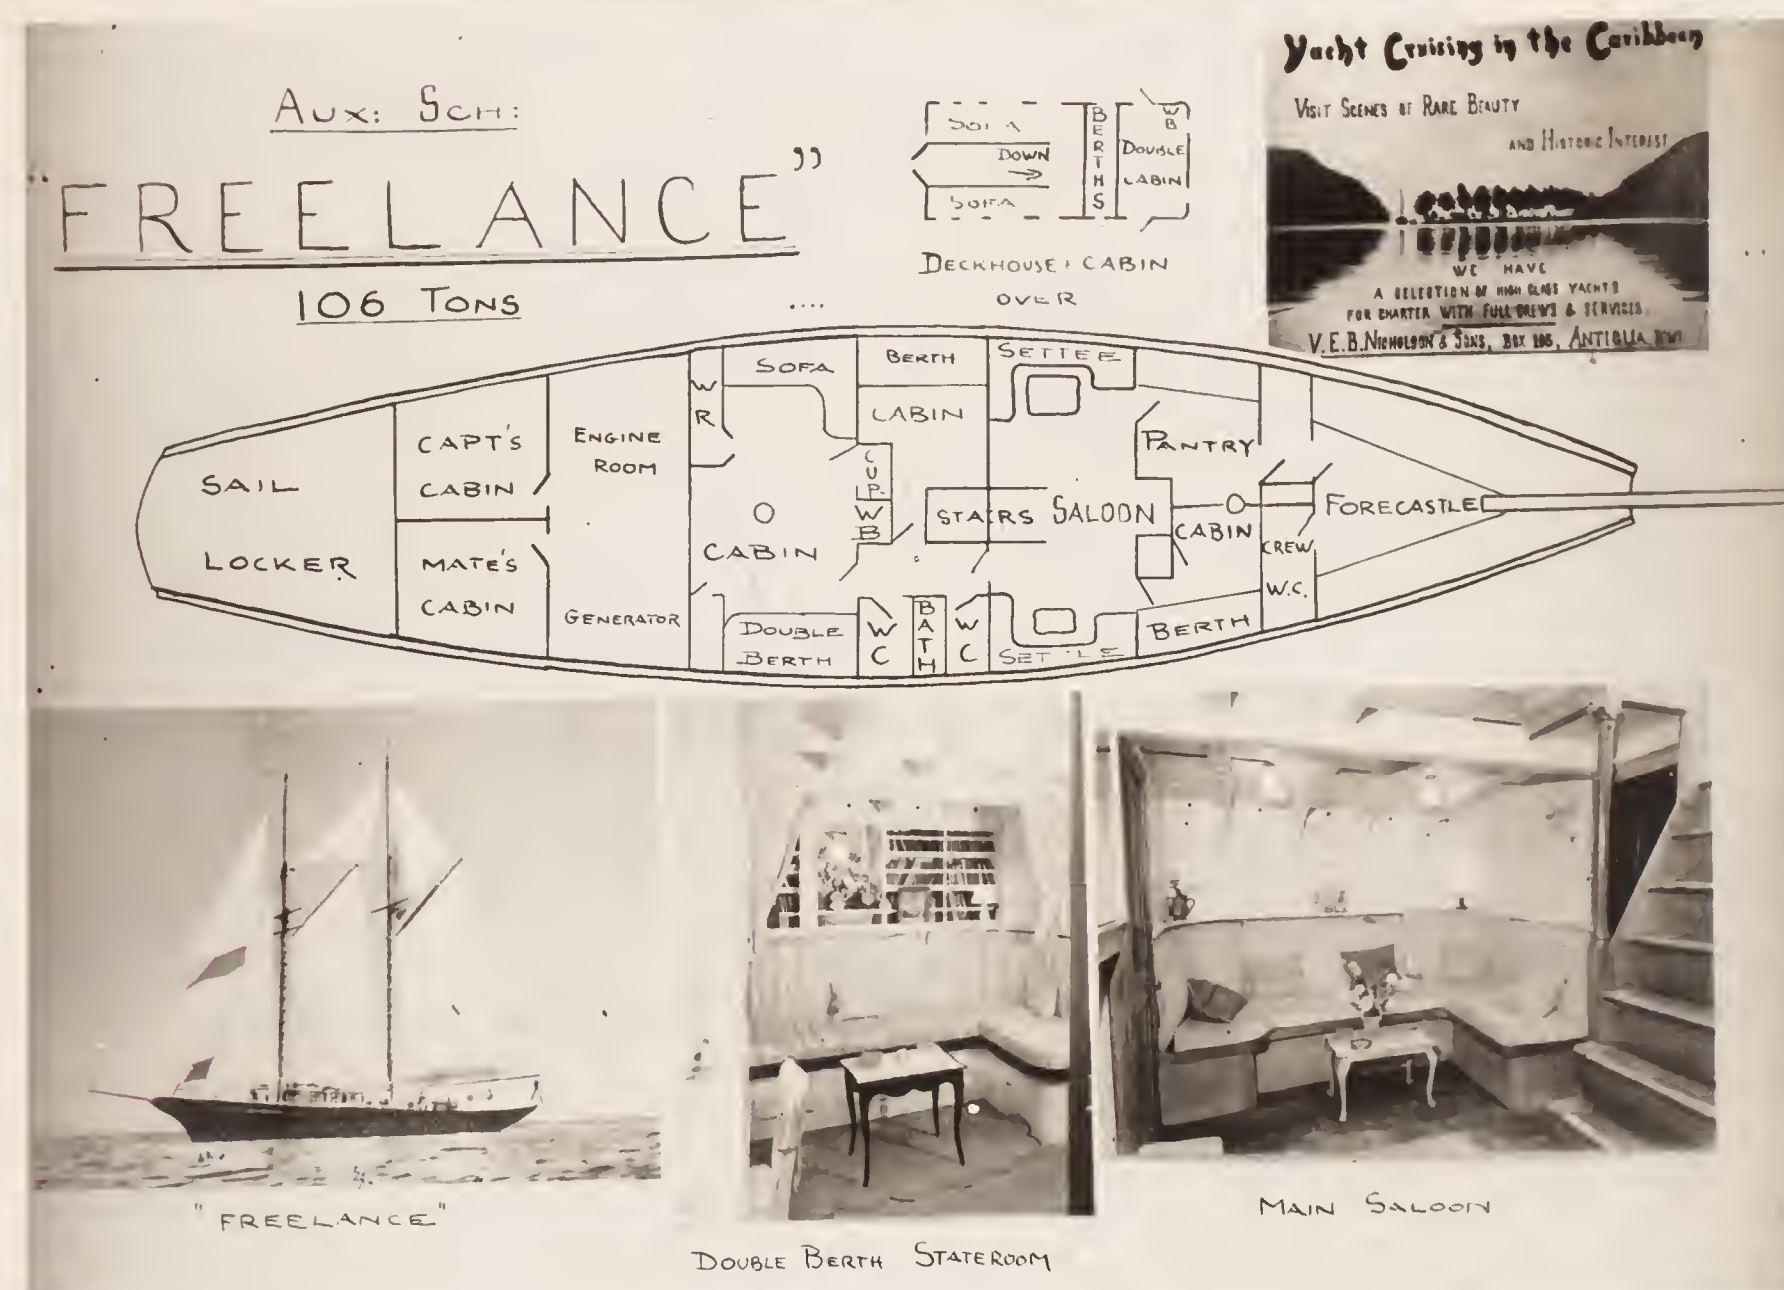 AUX: SCH:
"FREELANCE"
106 TONS
SOFA
DOWN
SOFA
BERTHS
WB
DOUBLE
CABIN
DECKHOUSE + CABIN
OVER
Yacht Cruising in the Caribbean
VISIT SCENES OF RARE BEAUTY
AND HISTORIC INTEREST
WE HAVE
A SELECTION OF HIGH CLASS YACHTS
FOR CHARTER WITH FULL CREWS & SERVICES
V.E.B. NICHOLSON & SONS, BOX 106, ANTIGUA, BWI
SAIL
LOCKER
CAPT'S
CABIN
MATE'S
CABIN
ENGINE
ROOM
GENERATOR
WR
SOFA
CABIN
DOUBLE
BERTH
BERTH
CABIN
CUP.
WB
WC
BATH
WC
STAIRS
SETTEE
SALOON
SETTEE
PANTRY
CABIN
BERTH
CREW
W.C.
FORECASTLE
"FREELANCE"
DOUBLE BERTH STATEROOM
MAIN SALOON